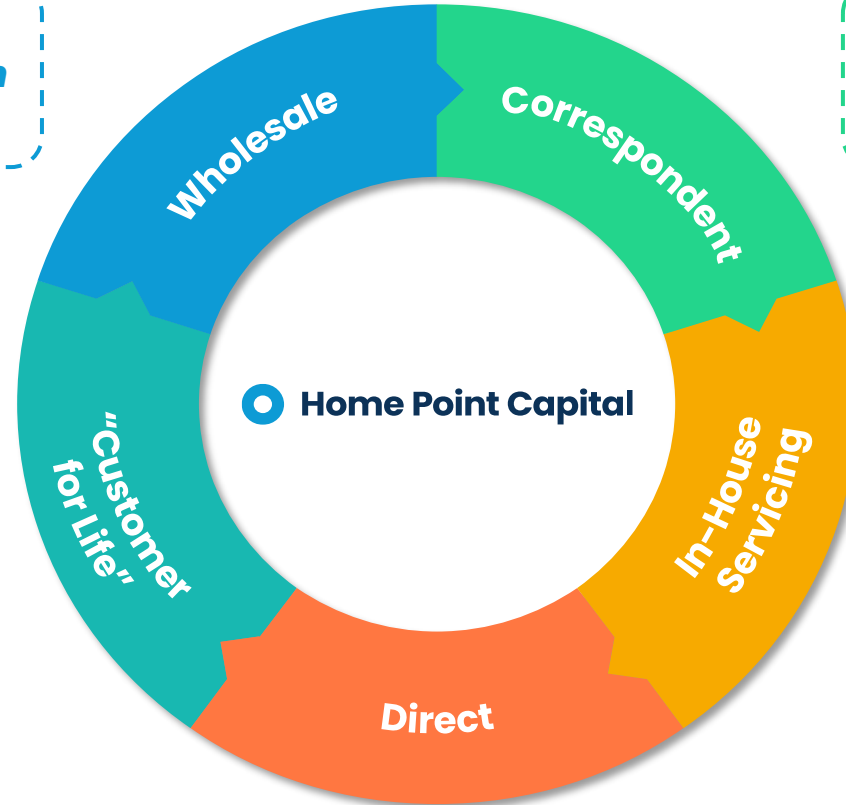 Wholesale
Correspondent
Home Point Capital
“Customer
for Life”
In-House
Servicing
Direct